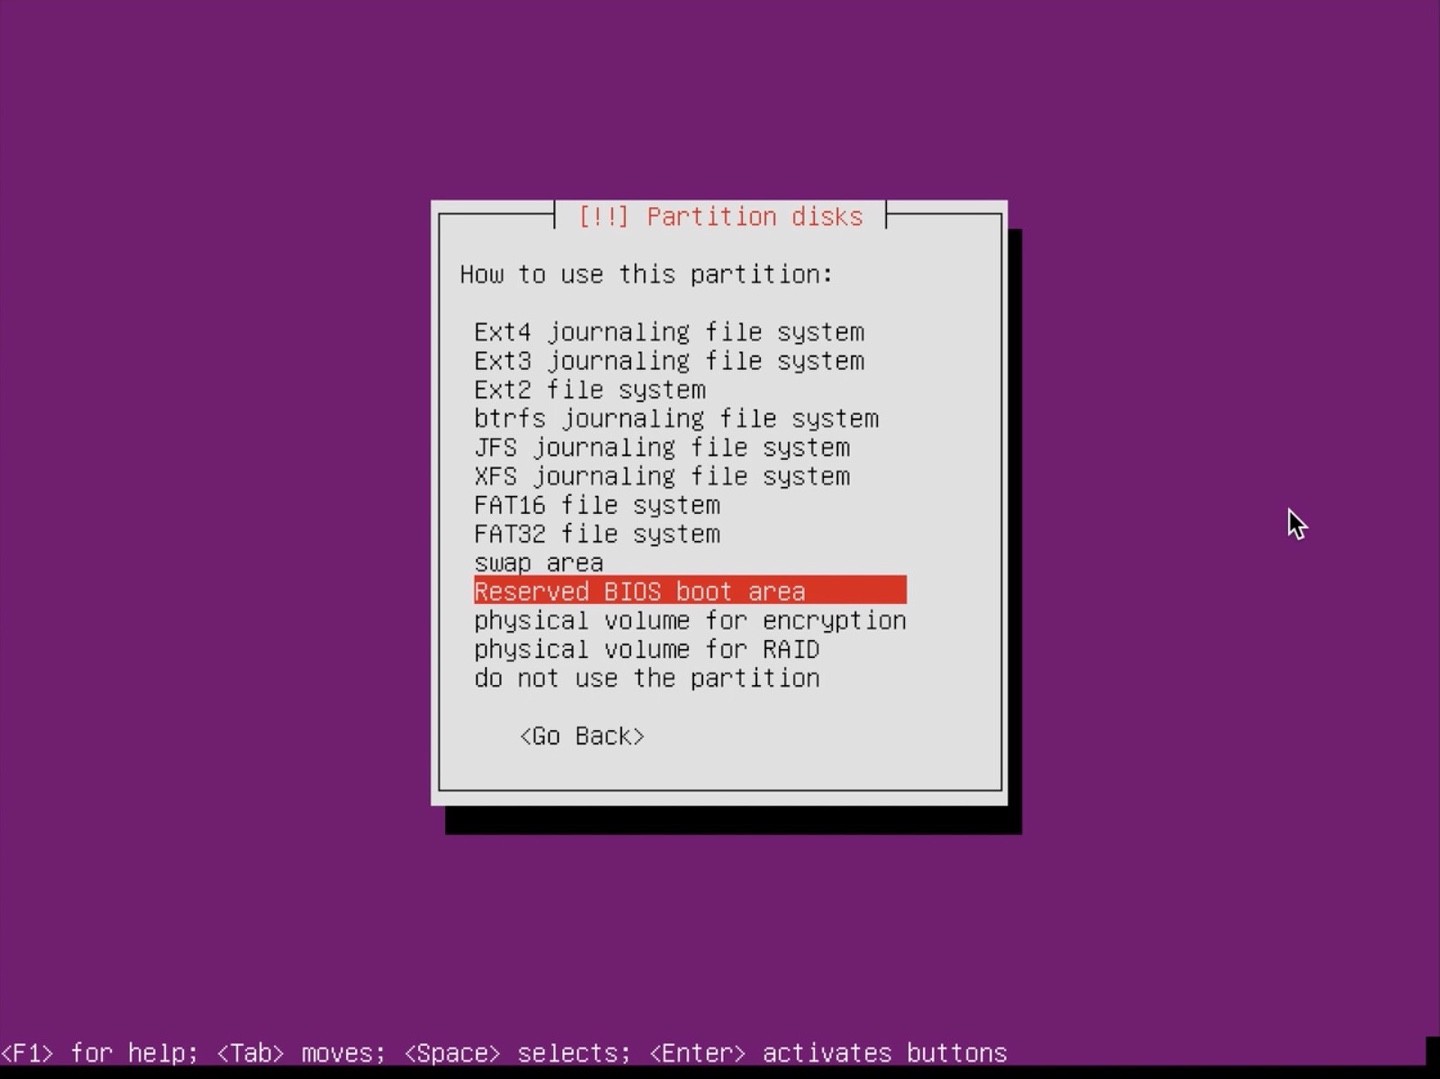 [!!] Partition disks
How to use this partition:
Ext4 journaling file system
Ext3 journaling file system
Ext2 file system
btrfs journaling file system
JFS journaling file system
XFS journaling file system
FAT16 file system
FAT32 file system
swap area
Reserved BIOS boot area
physical volume for encryption
physical volume for RAID
do not use the partition
<Go Back>
<F1> for help; <Tab> moves; <Space> selects; <Enter> activates buttons